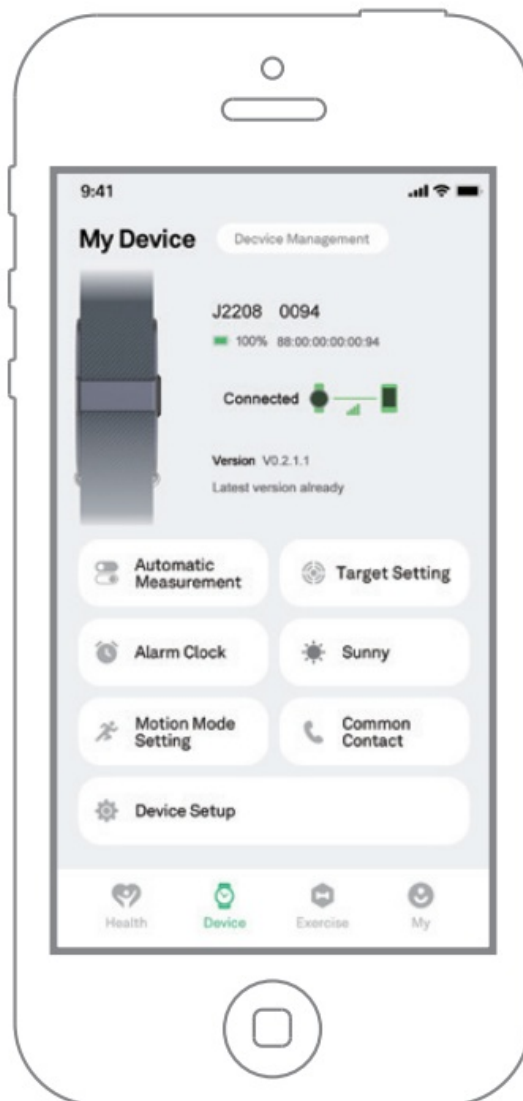 9:41
My Device
Decvice Management
J2208 0094
100% 88:00:00:00:00:94
Connected
Version V0.2.1.1
Latest version already
Automatic
Measurement
Target Setting
Alarm Clock
Sunny
Motion Mode
Setting
Common
Contact
Device Setup
Health
Device
Exercise
My